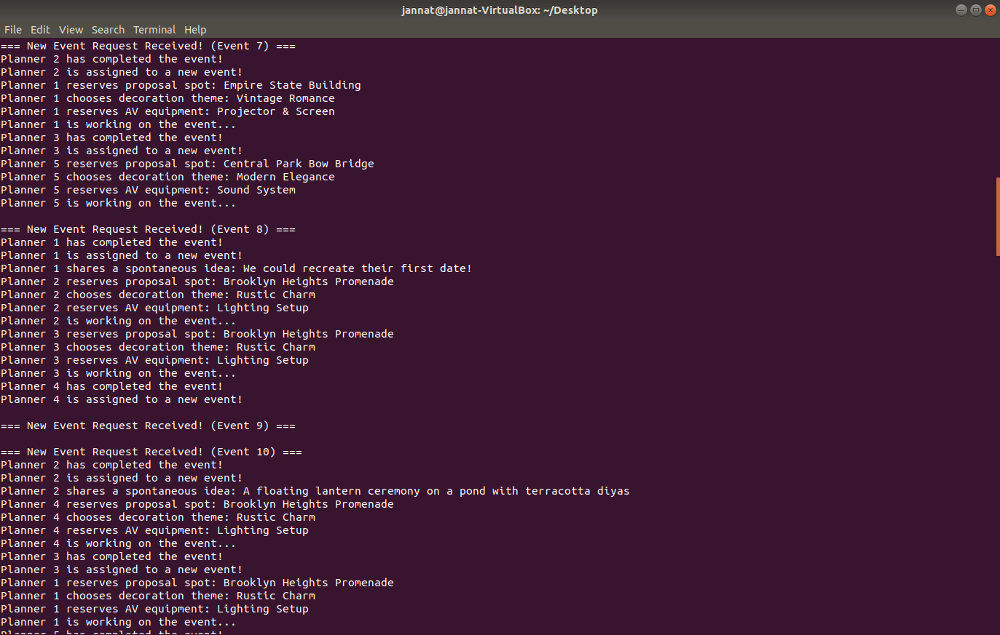 jannat@jannat-VirtualBox: ~/Desktop
File Edit View Search Terminal Help
=== New Event Request Received! (Event 7) ===
Planner 2 has completed the event!
Planner 2 is assigned to a new event!
Planner 1 reserves proposal spot: Empire State Building
Planner 1 chooses decoration theme: Vintage Romance
Planner 1 reserves AV equipment: Projector & Screen
Planner 1 is working on the event...
Planner 3 has completed the event!
Planner 3 is assigned to a new event!
Planner 5 reserves proposal spot: Central Park Bow Bridge
Planner 5 chooses decoration theme: Modern Elegance
Planner 5 reserves AV equipment: Sound System
Planner 5 is working on the event...
=== New Event Request Received! (Event 8) ===
Planner 1 has completed the event!
Planner 1 is assigned to a new event!
Planner 1 shares a spontaneous idea: We could recreate their first date!
Planner 2 reserves proposal spot: Brooklyn Heights Promenade
Planner 2 chooses decoration theme: Rustic Charm
Planner 2 reserves AV equipment: Lighting Setup
Planner 2 is working on the event...
Planner 3 reserves proposal spot: Brooklyn Heights Promenade
Planner 3 chooses decoration theme: Rustic Charm
Planner 3 reserves AV equipment: Lighting Setup
Planner 3 is working on the event...
Planner 4 has completed the event!
Planner 4 is assigned to a new event!
=== New Event Request Received! (Event 9) ===
=== New Event Request Received! (Event 10) ===
Planner 2 has completed the event!
Planner 2 is assigned to a new event!
Planner 2 shares a spontaneous idea: A floating lantern ceremony on a pond with terracotta diyas
Planner 4 reserves proposal spot: Brooklyn Heights Promenade
Planner 4 chooses decoration theme: Rustic Charm
Planner 4 reserves AV equipment: Lighting Setup
Planner 4 is working on the event...
Planner 3 has completed the event!
Planner 3 is assigned to a new event!
Planner 1 reserves proposal spot: Brooklyn Heights Promenade
Planner 1 chooses decoration theme: Rustic Charm
Planner 1 reserves AV equipment: Lighting Setup
Planner 1 is working on the event...
Planner 5 has completed the event!